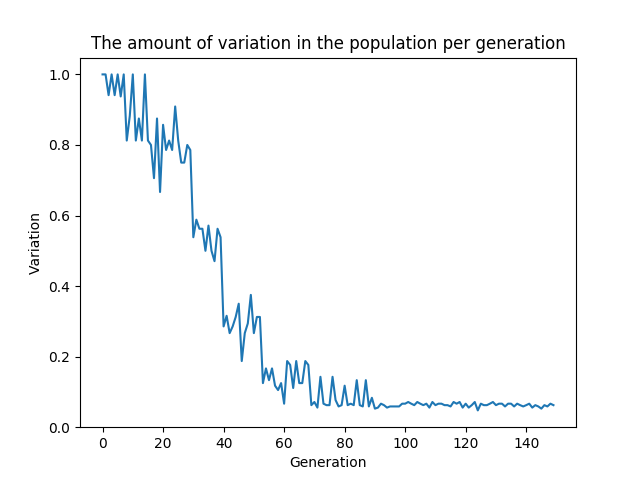 The amount of variation in the population per generation
1.0
0.8
0.6
0.4
0.2
0.0
Variation
0 20 40 60 80 100 120 140
Generation